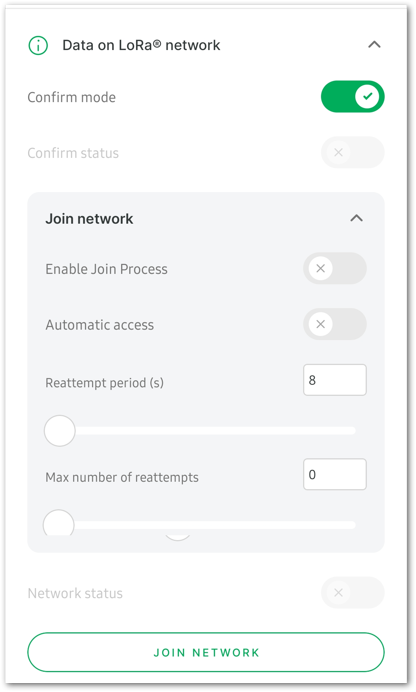 Data on LoRa® network
Confirm mode
Confirm status
Join network
Enable Join Process
Automatic access
Reattempt period (s)
8
Max number of reattempts
0
Network status
JOIN NETWORK